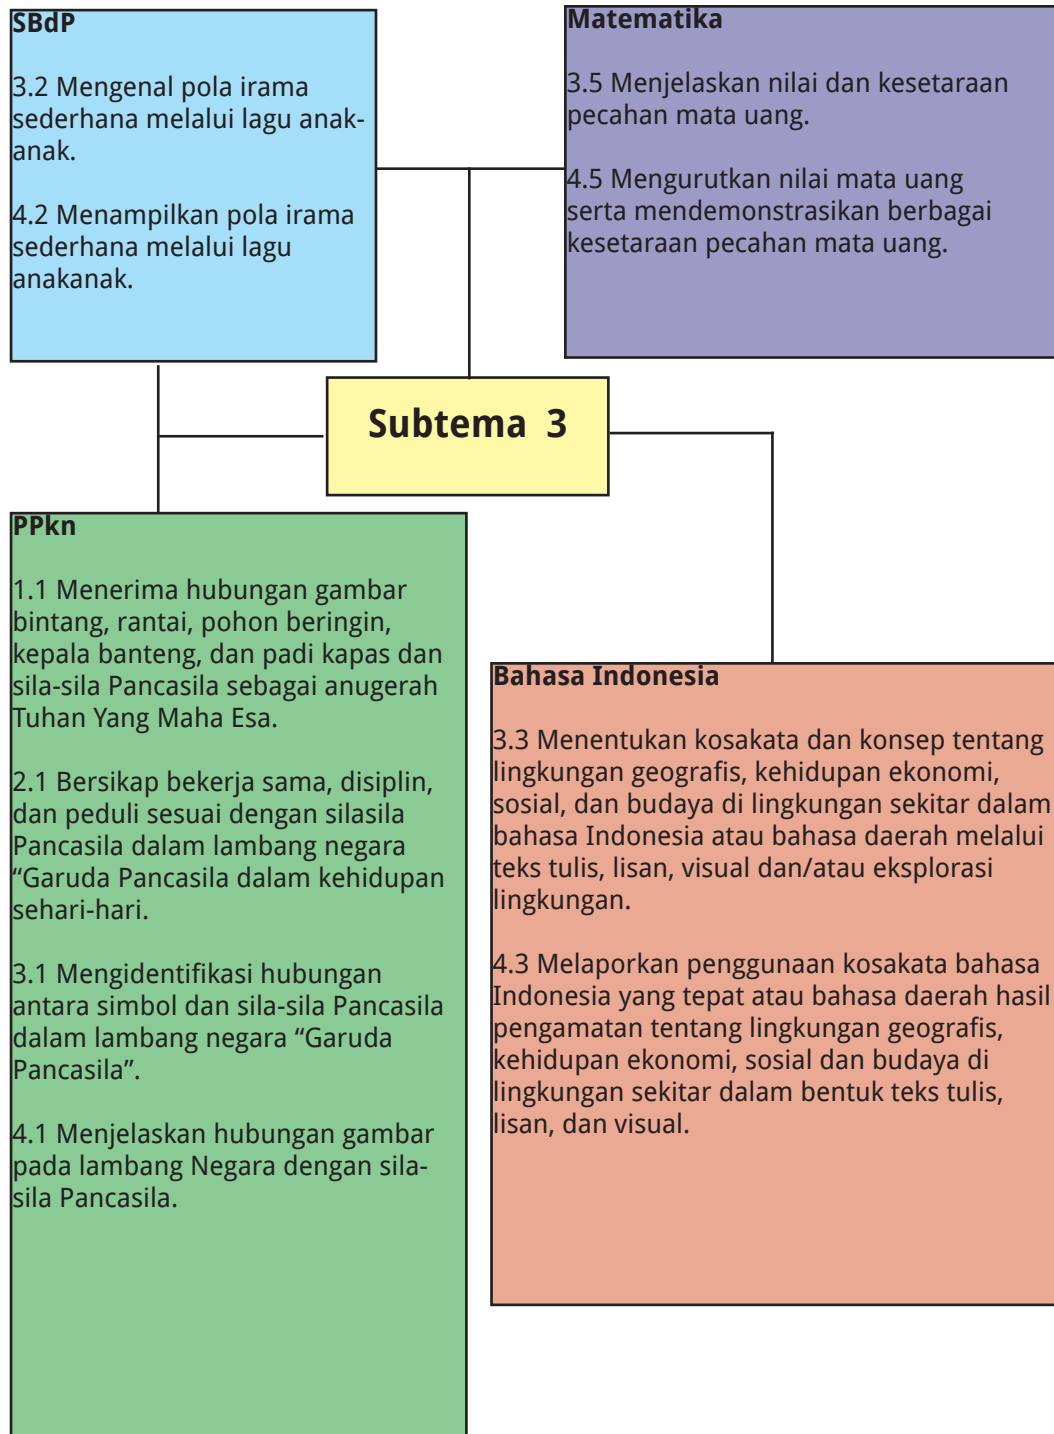 SBdP
3.2 Mengenal pola irama
sederhana melalui lagu anak-
anak.
4.2 Menampilkan pola irama
sederhana melalui lagu
anakanak.
Matematika
3.5 Menjelaskan nilai dan kesetaraan
pecahan mata uang.
4.5 Mengurutkan nilai mata uang
serta mendemonstrasikan berbagai
kesetaraan pecahan mata uang.
Subtema 3
PPkn
1.1 Menerima hubungan gambar
bintang, rantai, pohon beringin,
kepala banteng, dan padi kapas dan
sila-sila Pancasila sebagai anugerah
Tuhan Yang Maha Esa.
2.1 Bersikap bekerja sama, disiplin,
dan peduli sesuai dengan silasila
Pancasila dalam lambang negara
“Garuda Pancasila dalam kehidupan
sehari-hari.
3.1 Mengidentifikasi hubungan
antara simbol dan sila-sila Pancasila
dalam lambang negara “Garuda
Pancasila”.
4.1 Menjelaskan hubungan gambar
pada lambang Negara dengan sila-
sila Pancasila.
Bahasa Indonesia
3.3 Menentukan kosakata dan konsep tentang
lingkungan geografis, kehidupan ekonomi,
sosial, dan budaya di lingkungan sekitar dalam
bahasa Indonesia atau bahasa daerah melalui
teks tulis, lisan, visual dan/atau eksplorasi
lingkungan.
4.3 Melaporkan penggunaan kosakata bahasa
Indonesia yang tepat atau bahasa daerah hasil
pengamatan tentang lingkungan geografis,
kehidupan ekonomi, sosial dan budaya di
lingkungan sekitar dalam bentuk teks tulis,
lisan, dan visual.